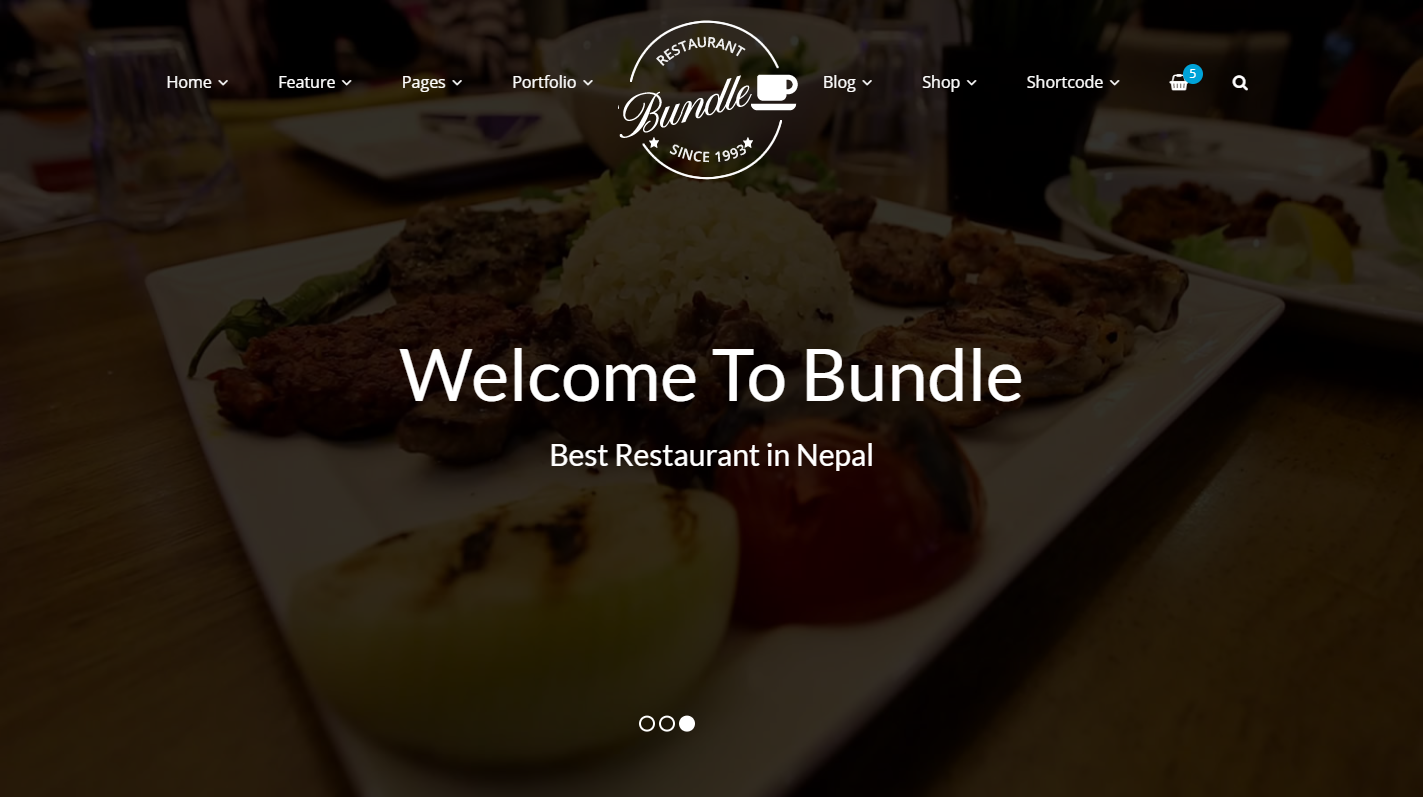 Home
Feature
Pages
Portfolio
RESTAURANT
Bundle
SINCE 1993
Blog
Shop
Shortcode
5
Welcome To Bundle
Best Restaurant in Nepal